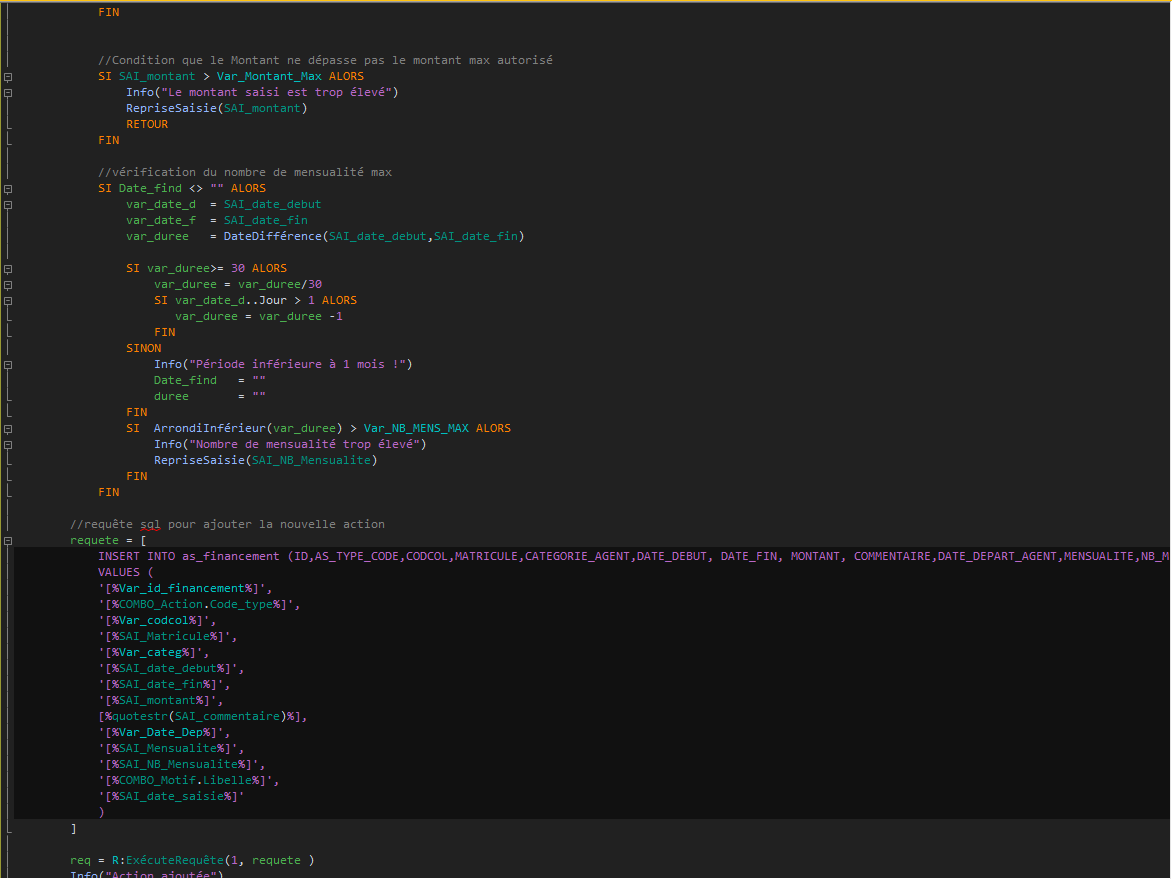 FIN
//Condition que le Montant ne dépasse pas le montant max autorisé
SI SAI_montant > Var_Montant_Max ALORS
Info("Le montant saisi est trop élevé")
RepriseSaisie(SAI_montant)
RETOUR
FIN
//vérification du nombre de mensualité max
SI Date_find <> "" ALORS
var_date_d = SAI_date_debut
var_date_f = SAI_date_fin
var_duree = DateDifférence(SAI_date_debut,SAI_date_fin)
SI var_duree>= 30 ALORS
var_duree = var_duree/30
SI var_date_d..Jour > 1 ALORS
var_duree = var_duree -1
FIN
SINON
Info("Période inférieure à 1 mois !")
Date_find = ""
duree = ""
FIN
SI ArrondiInférieur(var_duree) > Var_NB_MENS_MAX ALORS
Info("Nombre de mensualité trop élevé")
RepriseSaisie(SAI_NB_Mensualite)
FIN
FIN
//requête sql pour ajouter la nouvelle action
requete = [
INSERT INTO as_financement (ID,AS_TYPE_CODE,CODCOL,MATRICULE,CATEGORIE_AGENT,DATE_DEBUT, DATE_FIN, MONTANT, COMMENTAIRE,DATE_DEPART_AGENT,MENSUALITE,NB_M
VALUES (
'[%Var_id_financement%]',
'[%COMBO_Action.Code_type%]',
'[%Var_codcol%]',
'[%SAI_Matricule%]',
'[%Var_categ%]',
'[%SAI_date_debut%]',
'[%SAI_date_fin%]',
'[%SAI_montant%]',
[%quotestr(SAI_commentaire)%],
'[%Var_Date_Dep%]',
'[%SAI_Mensualite%]',
'[%SAI_NB_Mensualite%]',
'[%COMBO_Motif.Libelle%]',
'[%SAI_date_saisie%]'
)
]
req = R:ExécuteRequête(1, requete )
Info("Action ajoutée")